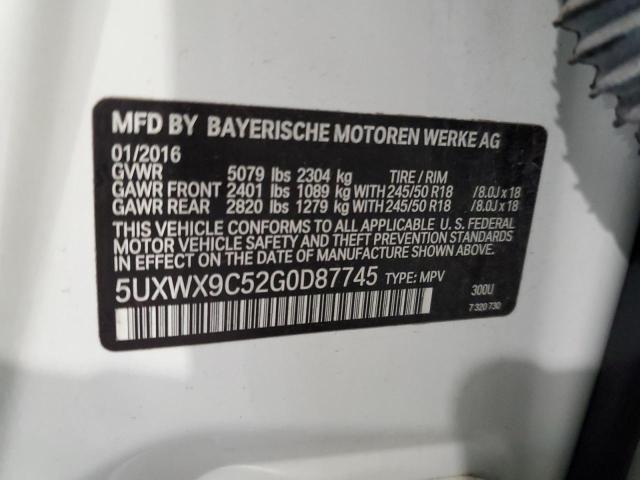 MFD BY BAYERISCHE MOTOREN WERKE AG
01/2016
GVWR 5079 lbs 2304 kg TIRE / RIM
GAWR FRONT 2401 lbs 1089 kg WITH 245/50 R18 / 8.0J x 18
GAWR REAR 2820 lbs 1279 kg WITH 245/50 R18 / 8.0J x 18
THIS VEHICLE CONFORMS TO ALL APPLICABLE U. S. FEDERAL
MOTOR VEHICLE SAFETY AND THEFT PREVENTION STANDARDS
IN EFFECT ON THE DATE OF MANUFACTURE SHOWN ABOVE.
5UXWX9C52G0D87745 TYPE: MPV
300U
7 320 730